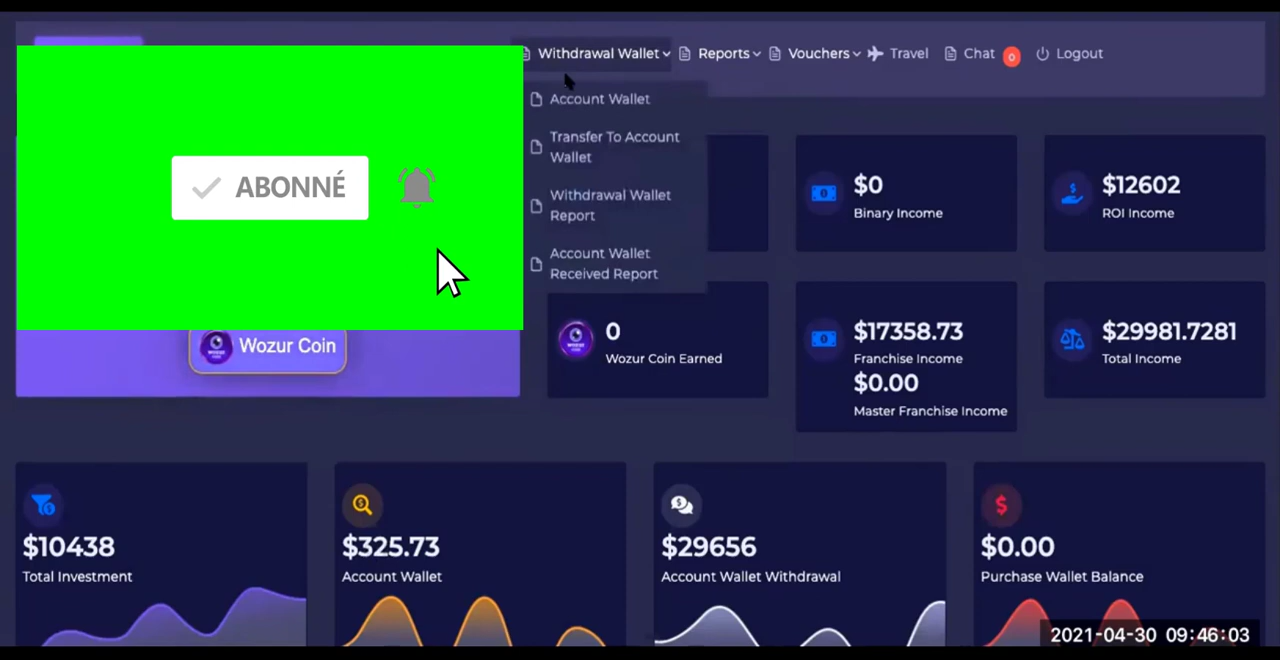 Withdrawal Wallet
Reports
Vouchers
Travel
Chat
0
Logout
Account Wallet
Transfer To Account
Wallet
Withdrawal Wallet
Report
Account Wallet
Received Report
ABONNÉ
Wozur Coin
$0
Binary Income
$12602
ROI Income
0
Wozur Coin Earned
$17358.73
Franchise Income
$0.00
Master Franchise Income
$29981.7281
Total Income
$10438
Total Investment
$325.73
Account Wallet
$29656
Account Wallet Withdrawal
$0.00
Purchase Wallet Balance
2021-04-30 09:46:03